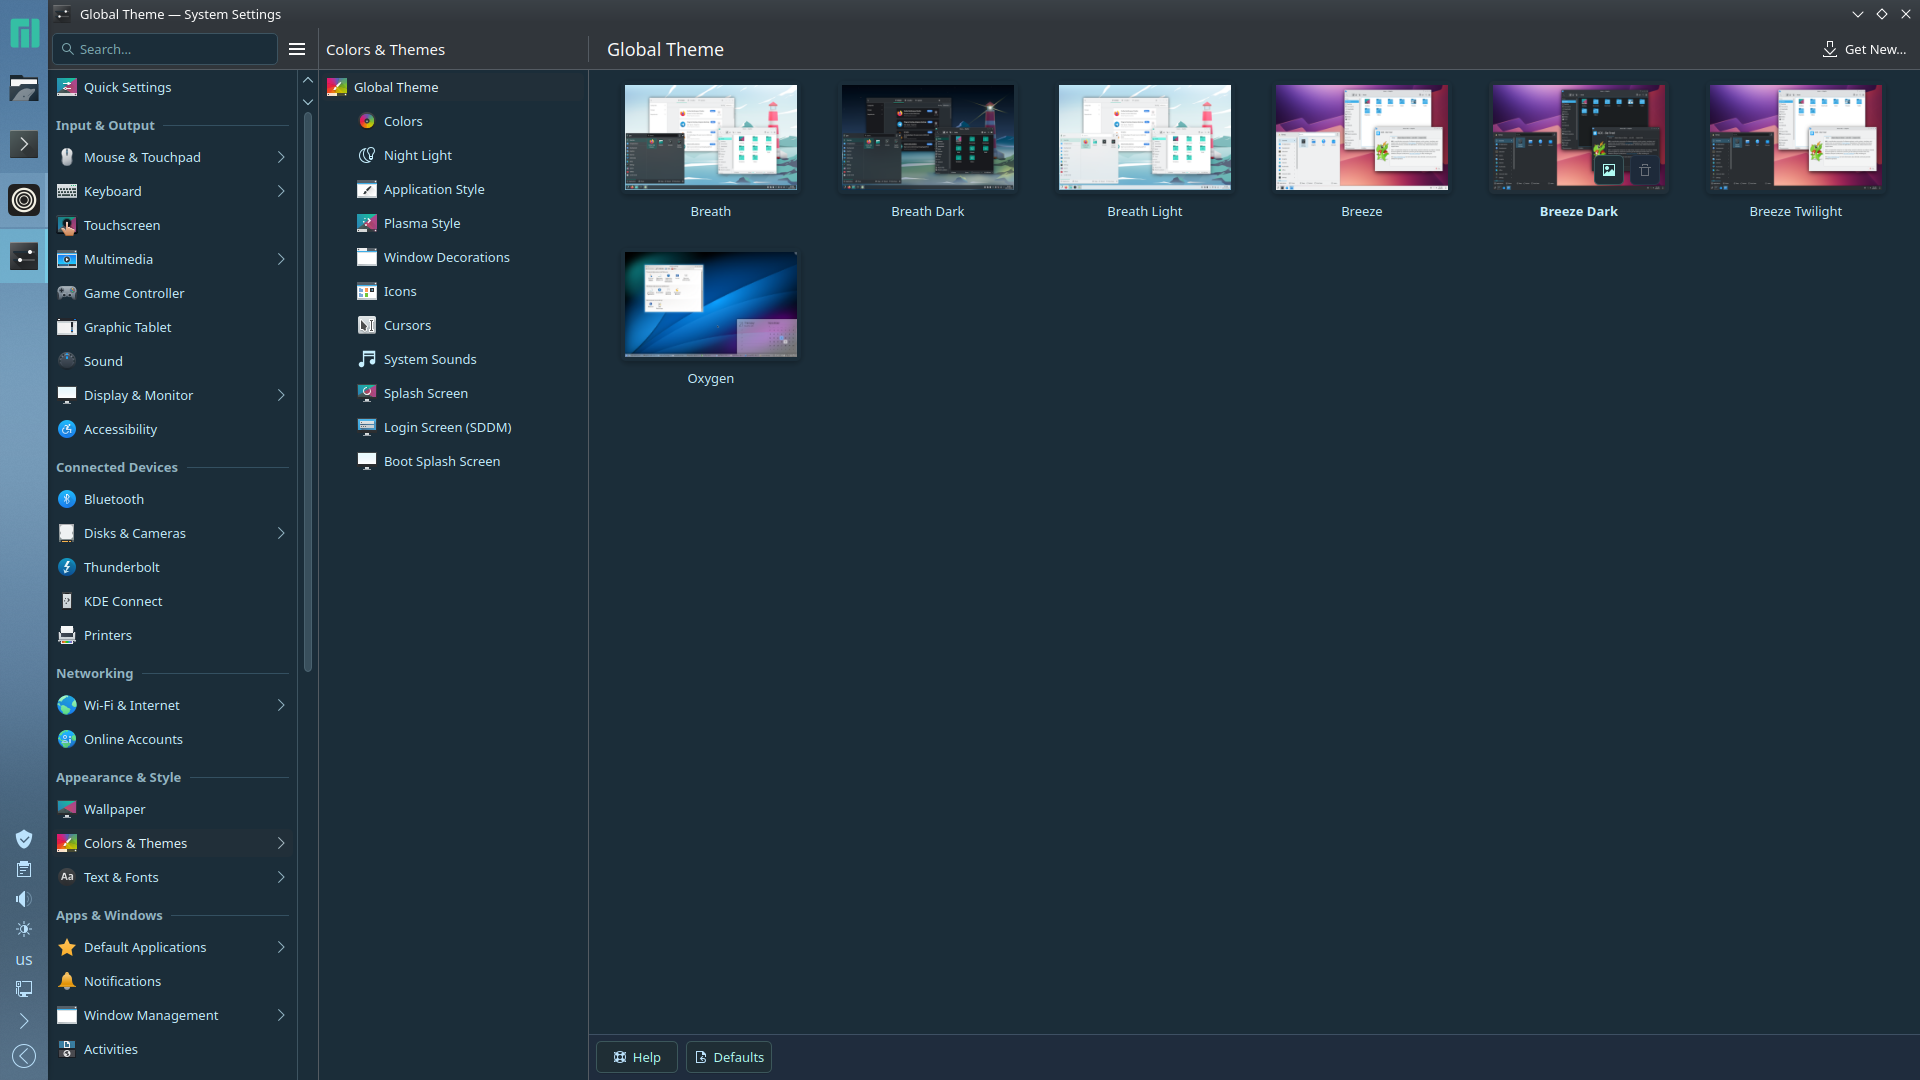 Global Theme — System Settings
Search...
Colors & Themes
Global Theme
Get New...
Quick Settings
Input & Output
Mouse & Touchpad
Keyboard
Touchscreen
Multimedia
Game Controller
Graphic Tablet
Sound
Display & Monitor
Accessibility
Connected Devices
Bluetooth
Disks & Cameras
Thunderbolt
KDE Connect
Printers
Networking
Wi-Fi & Internet
Online Accounts
Appearance & Style
Wallpaper
Colors & Themes
Aa
Text & Fonts
Apps & Windows
Default Applications
Notifications
Window Management
Activities
us
Global Theme
Colors
Night Light
Application Style
Plasma Style
Window Decorations
Icons
Cursors
System Sounds
Splash Screen
Login Screen (SDDM)
Boot Splash Screen
Breath
Breath Dark
Breath Light
Breeze
Breeze Dark
Breeze Twilight
Oxygen
Help
Defaults